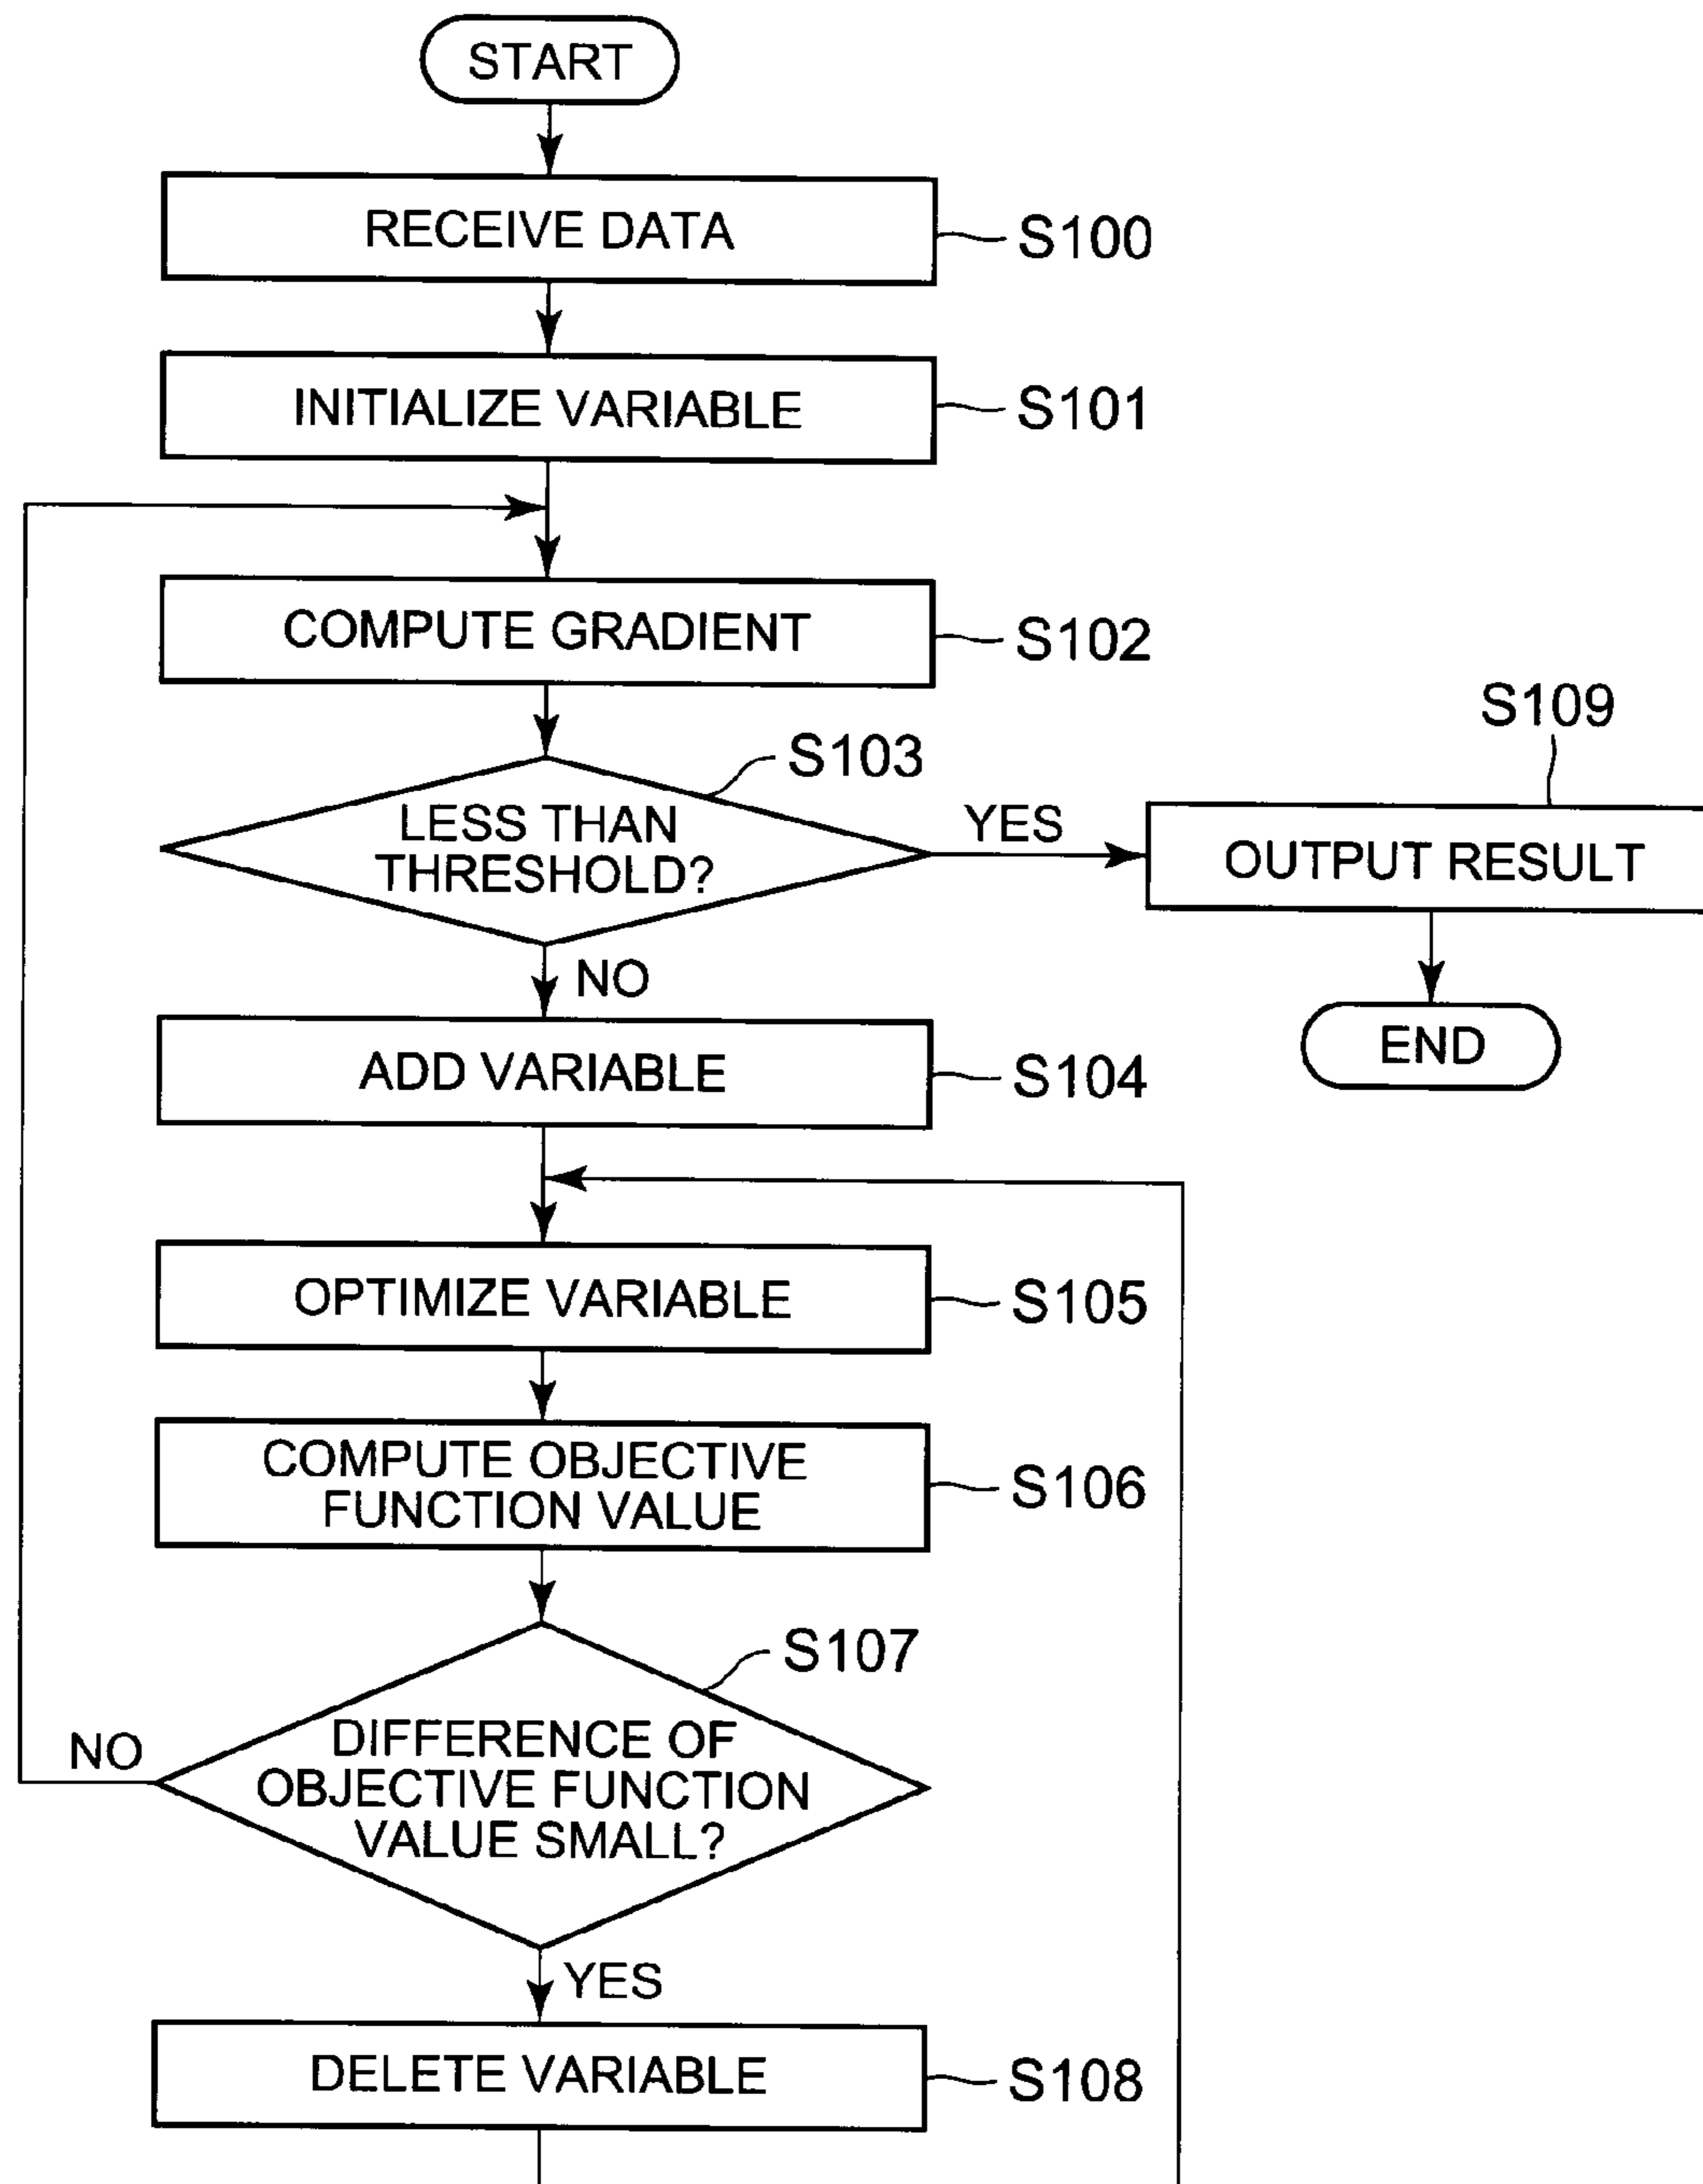 START
RECEIVE DATA
S100
INITIALIZE VARIABLE
S101
COMPUTE GRADIENT
S102
S103
LESS THAN
THRESHOLD?
YES
S109
OUTPUT RESULT
END
NO
ADD VARIABLE
S104
OPTIMIZE VARIABLE
S105
COMPUTE OBJECTIVE
FUNCTION VALUE
S106
S107
DIFFERENCE OF
OBJECTIVE FUNCTION
VALUE SMALL?
NO
YES
DELETE VARIABLE
S108